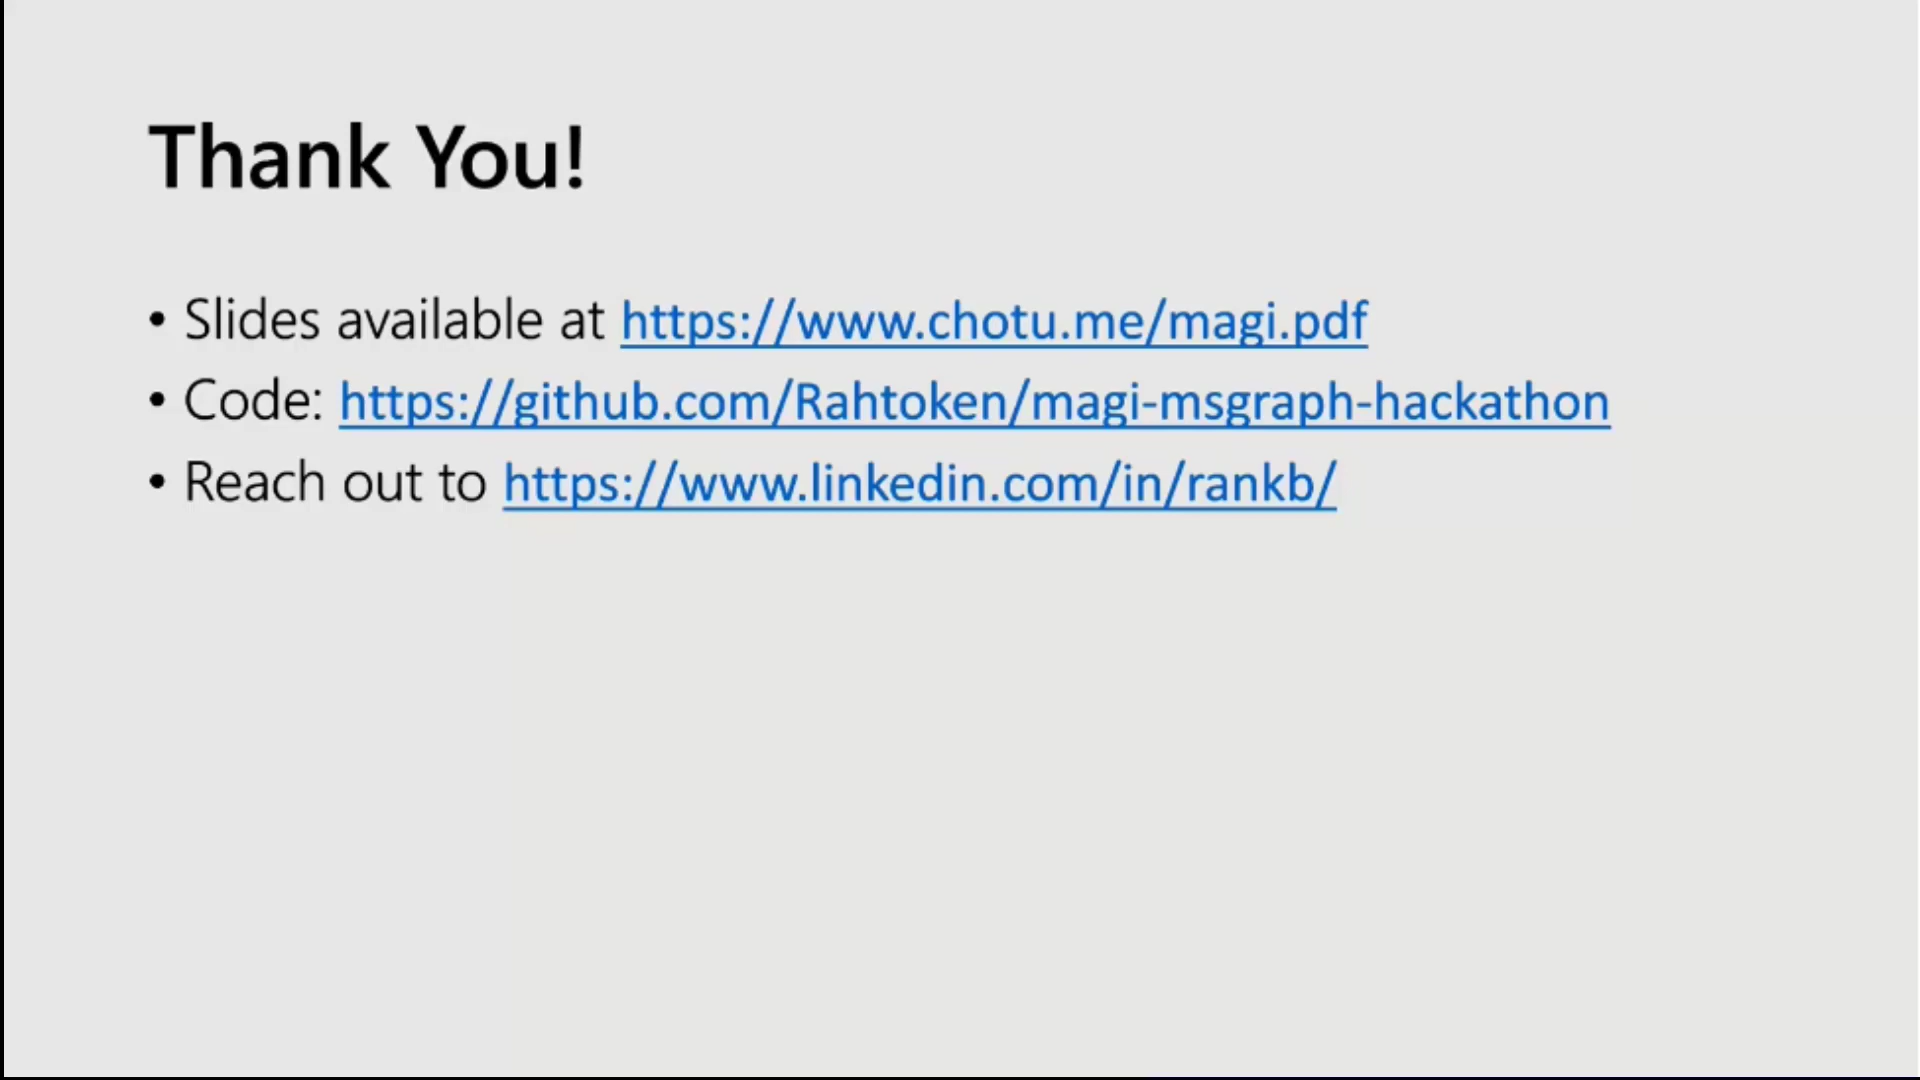 Thank You!
• Slides available at https://www.chotu.me/magi.pdf
• Code: https://github.com/Rahtoken/magi-msgraph-hackathon
• Reach out to https://www.linkedin.com/in/rankb/